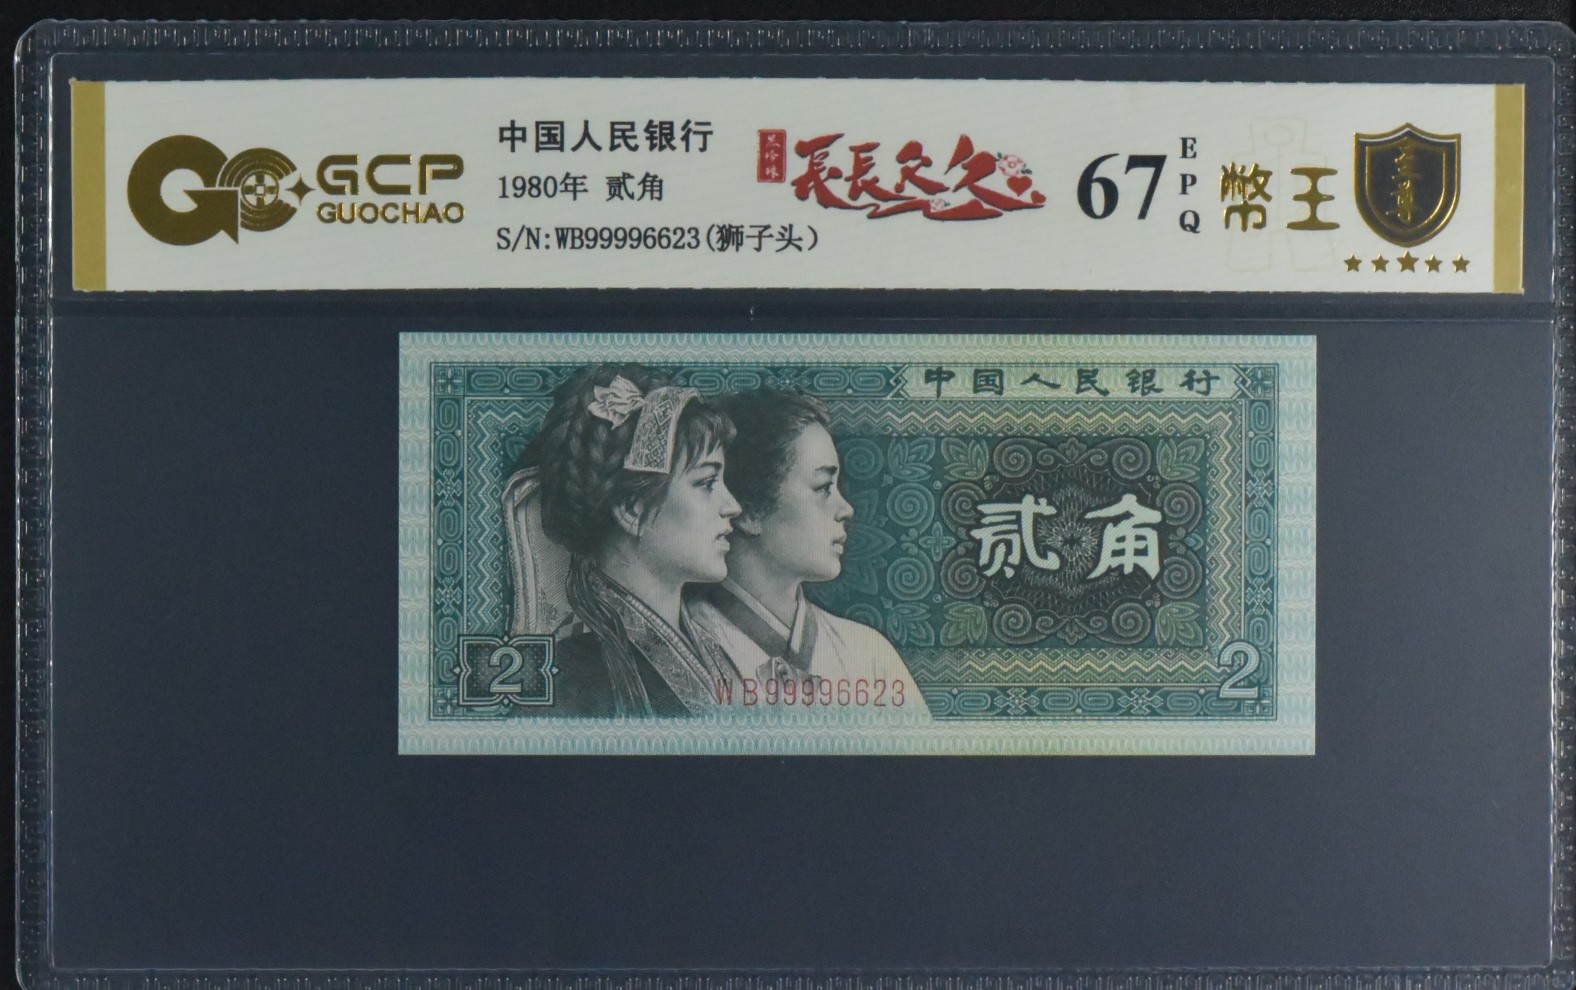 GCP
GUOCHAO
中国人民银行
1980年 贰角
S/N:WB99996623(狮子头)
長長久久
67
EPQ
幣王
至尊
中国人民银行
贰角
2
WB99996623
2